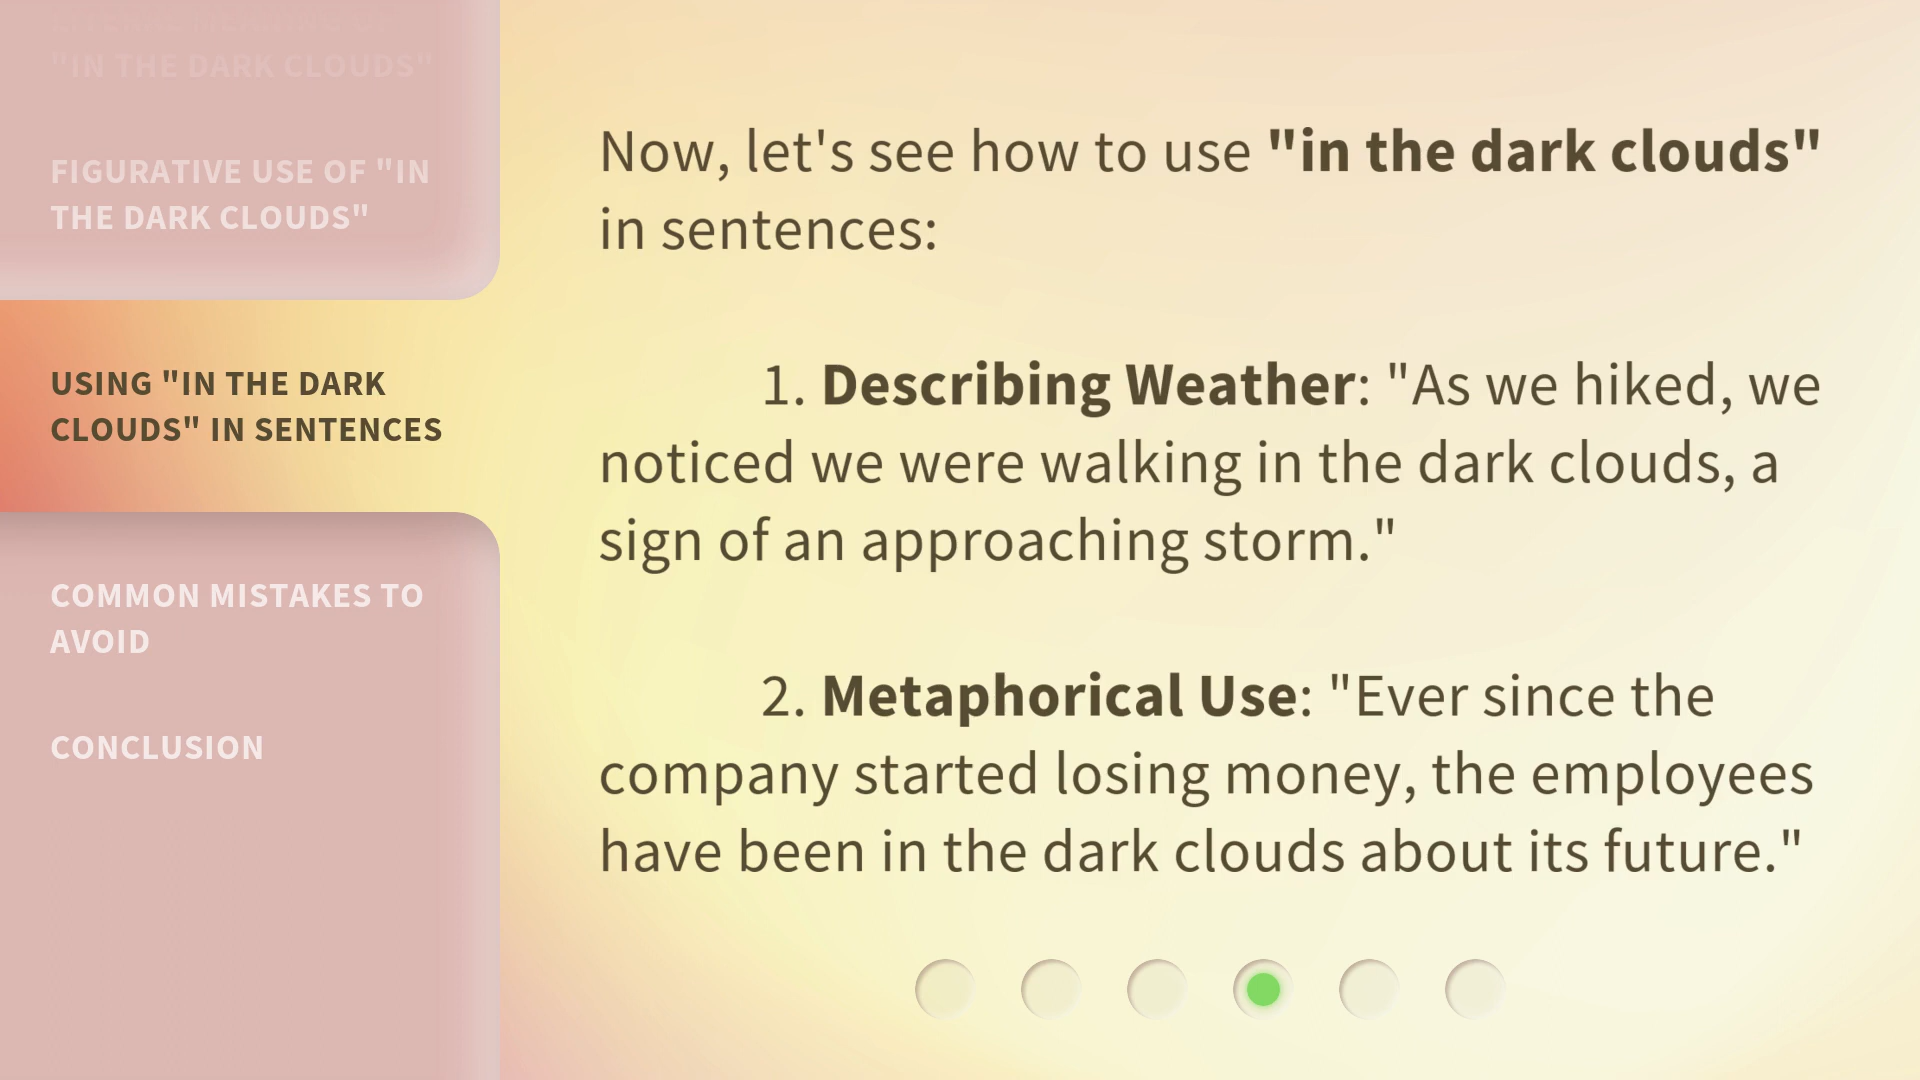 "IN THE DARK CLOUDS"
FIGURATIVE USE OF "IN
THE DARK CLOUDS"
USING "IN THE DARK
CLOUDS" IN SENTENCES
COMMON MISTAKES TO
AVOID
CONCLUSION
Now, let's see how to use "in the dark clouds"
in sentences:
1. Describing Weather: "As we hiked, we
noticed we were walking in the dark clouds, a
sign of an approaching storm."
2. Metaphorical Use: "Ever since the
company started losing money, the employees
have been in the dark clouds about its future."